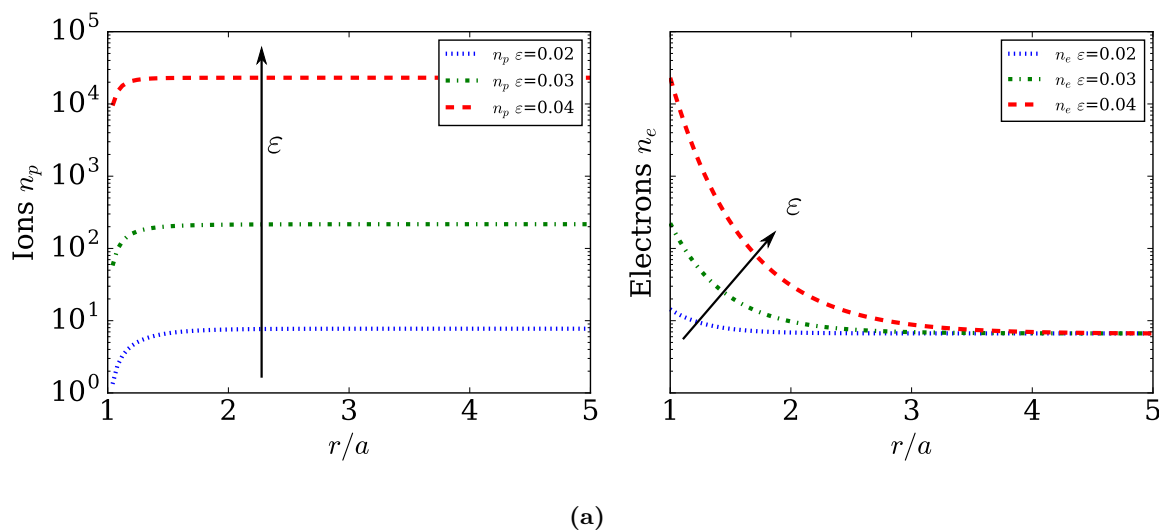 10^5
10^4
10^3
10^2
10^1
10^0
Ions n_p
n_p ε=0.02
n_p ε=0.03
n_p ε=0.04
ε
1 2 3 4 5
r/a
Electrons n_e
n_e ε=0.02
n_e ε=0.03
n_e ε=0.04
ε
1 2 3 4 5
r/a
(a)